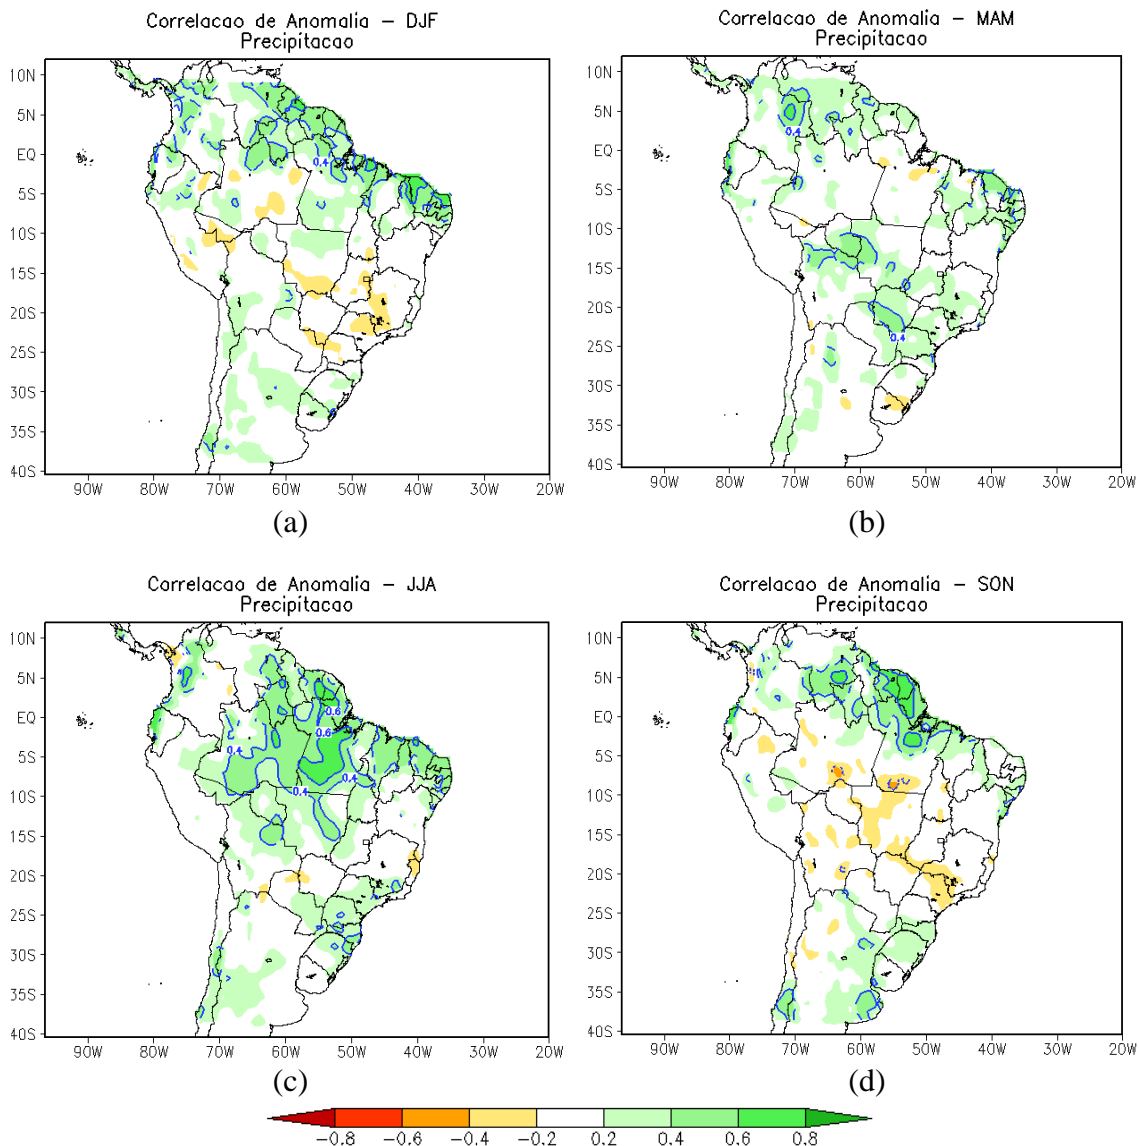 Correlacao de Anomalia – DJF
Precipitacao
10N
5N
EQ
5S
10S
15S
20S
25S
30S
35S
40S
90W 80W 70W 60W 50W 40W 30W 20W
0.4
(a)
Correlacao de Anomalia – MAM
Precipitacao
10N
5N
EQ
5S
10S
15S
20S
25S
30S
35S
40S
90W 80W 70W 60W 50W 40W 30W 20W
0.4
0.4
(b)
Correlacao de Anomalia – JJA
Precipitacao
10N
5N
EQ
5S
10S
15S
20S
25S
30S
35S
40S
90W 80W 70W 60W 50W 40W 30W 20W
0.6
0.6
0.4
0.4
0.4
(c)
Correlacao de Anomalia – SON
Precipitacao
10N
5N
EQ
5S
10S
15S
20S
25S
30S
35S
40S
90W 80W 70W 60W 50W 40W 30W 20W
(d)
−0.8 −0.6 −0.4 −0.2 0.2 0.4 0.6 0.8